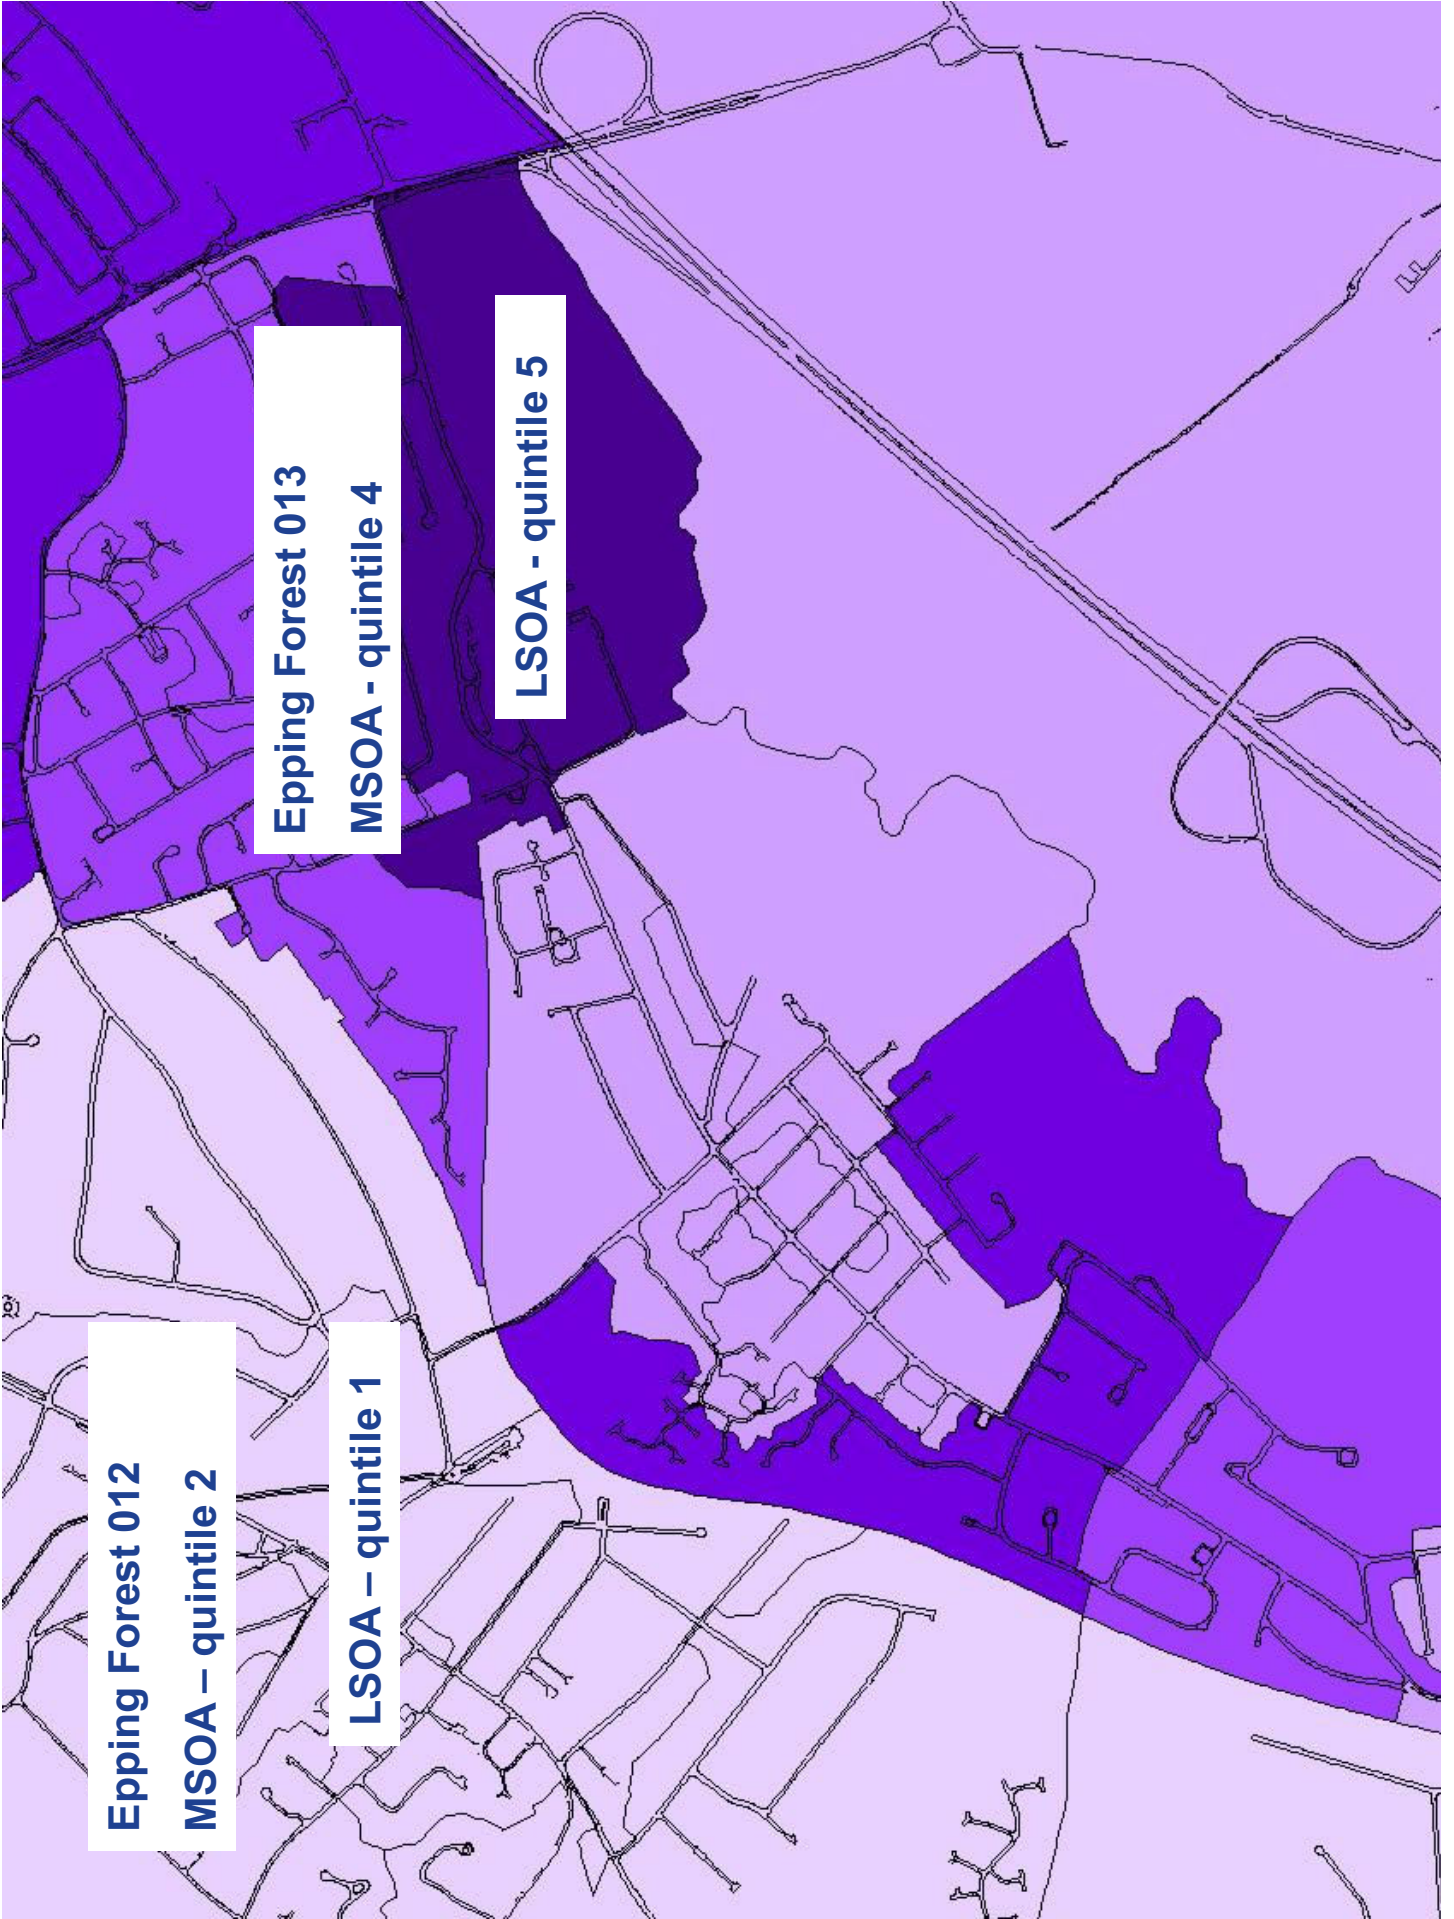 Epping Forest 012
MSOA – quintile 2
LSOA – quintile 1
Epping Forest 013
MSOA - quintile 4
LSOA - quintile 5